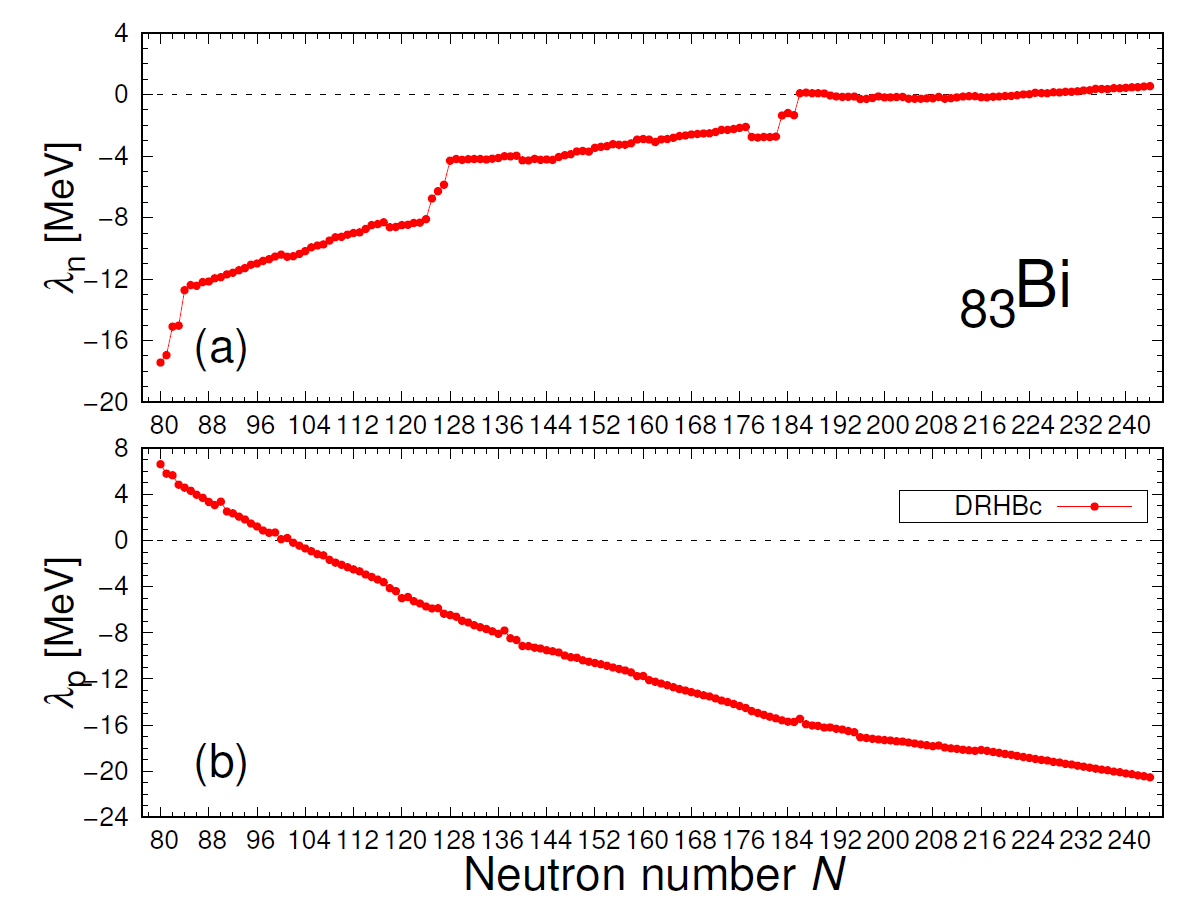 4
0
−4
−8
−12
−16
−20
λn [MeV]
(a)
83Bi
80 88 96 104 112 120 128 136 144 152 160 168 176 184 192 200 208 216 224 232 240
8
4
0
−4
−8
−12
−16
−20
−24
λp [MeV]
DRHBc
(b)
80 88 96 104 112 120 128 136 144 152 160 168 176 184 192 200 208 216 224 232 240
Neutron number N